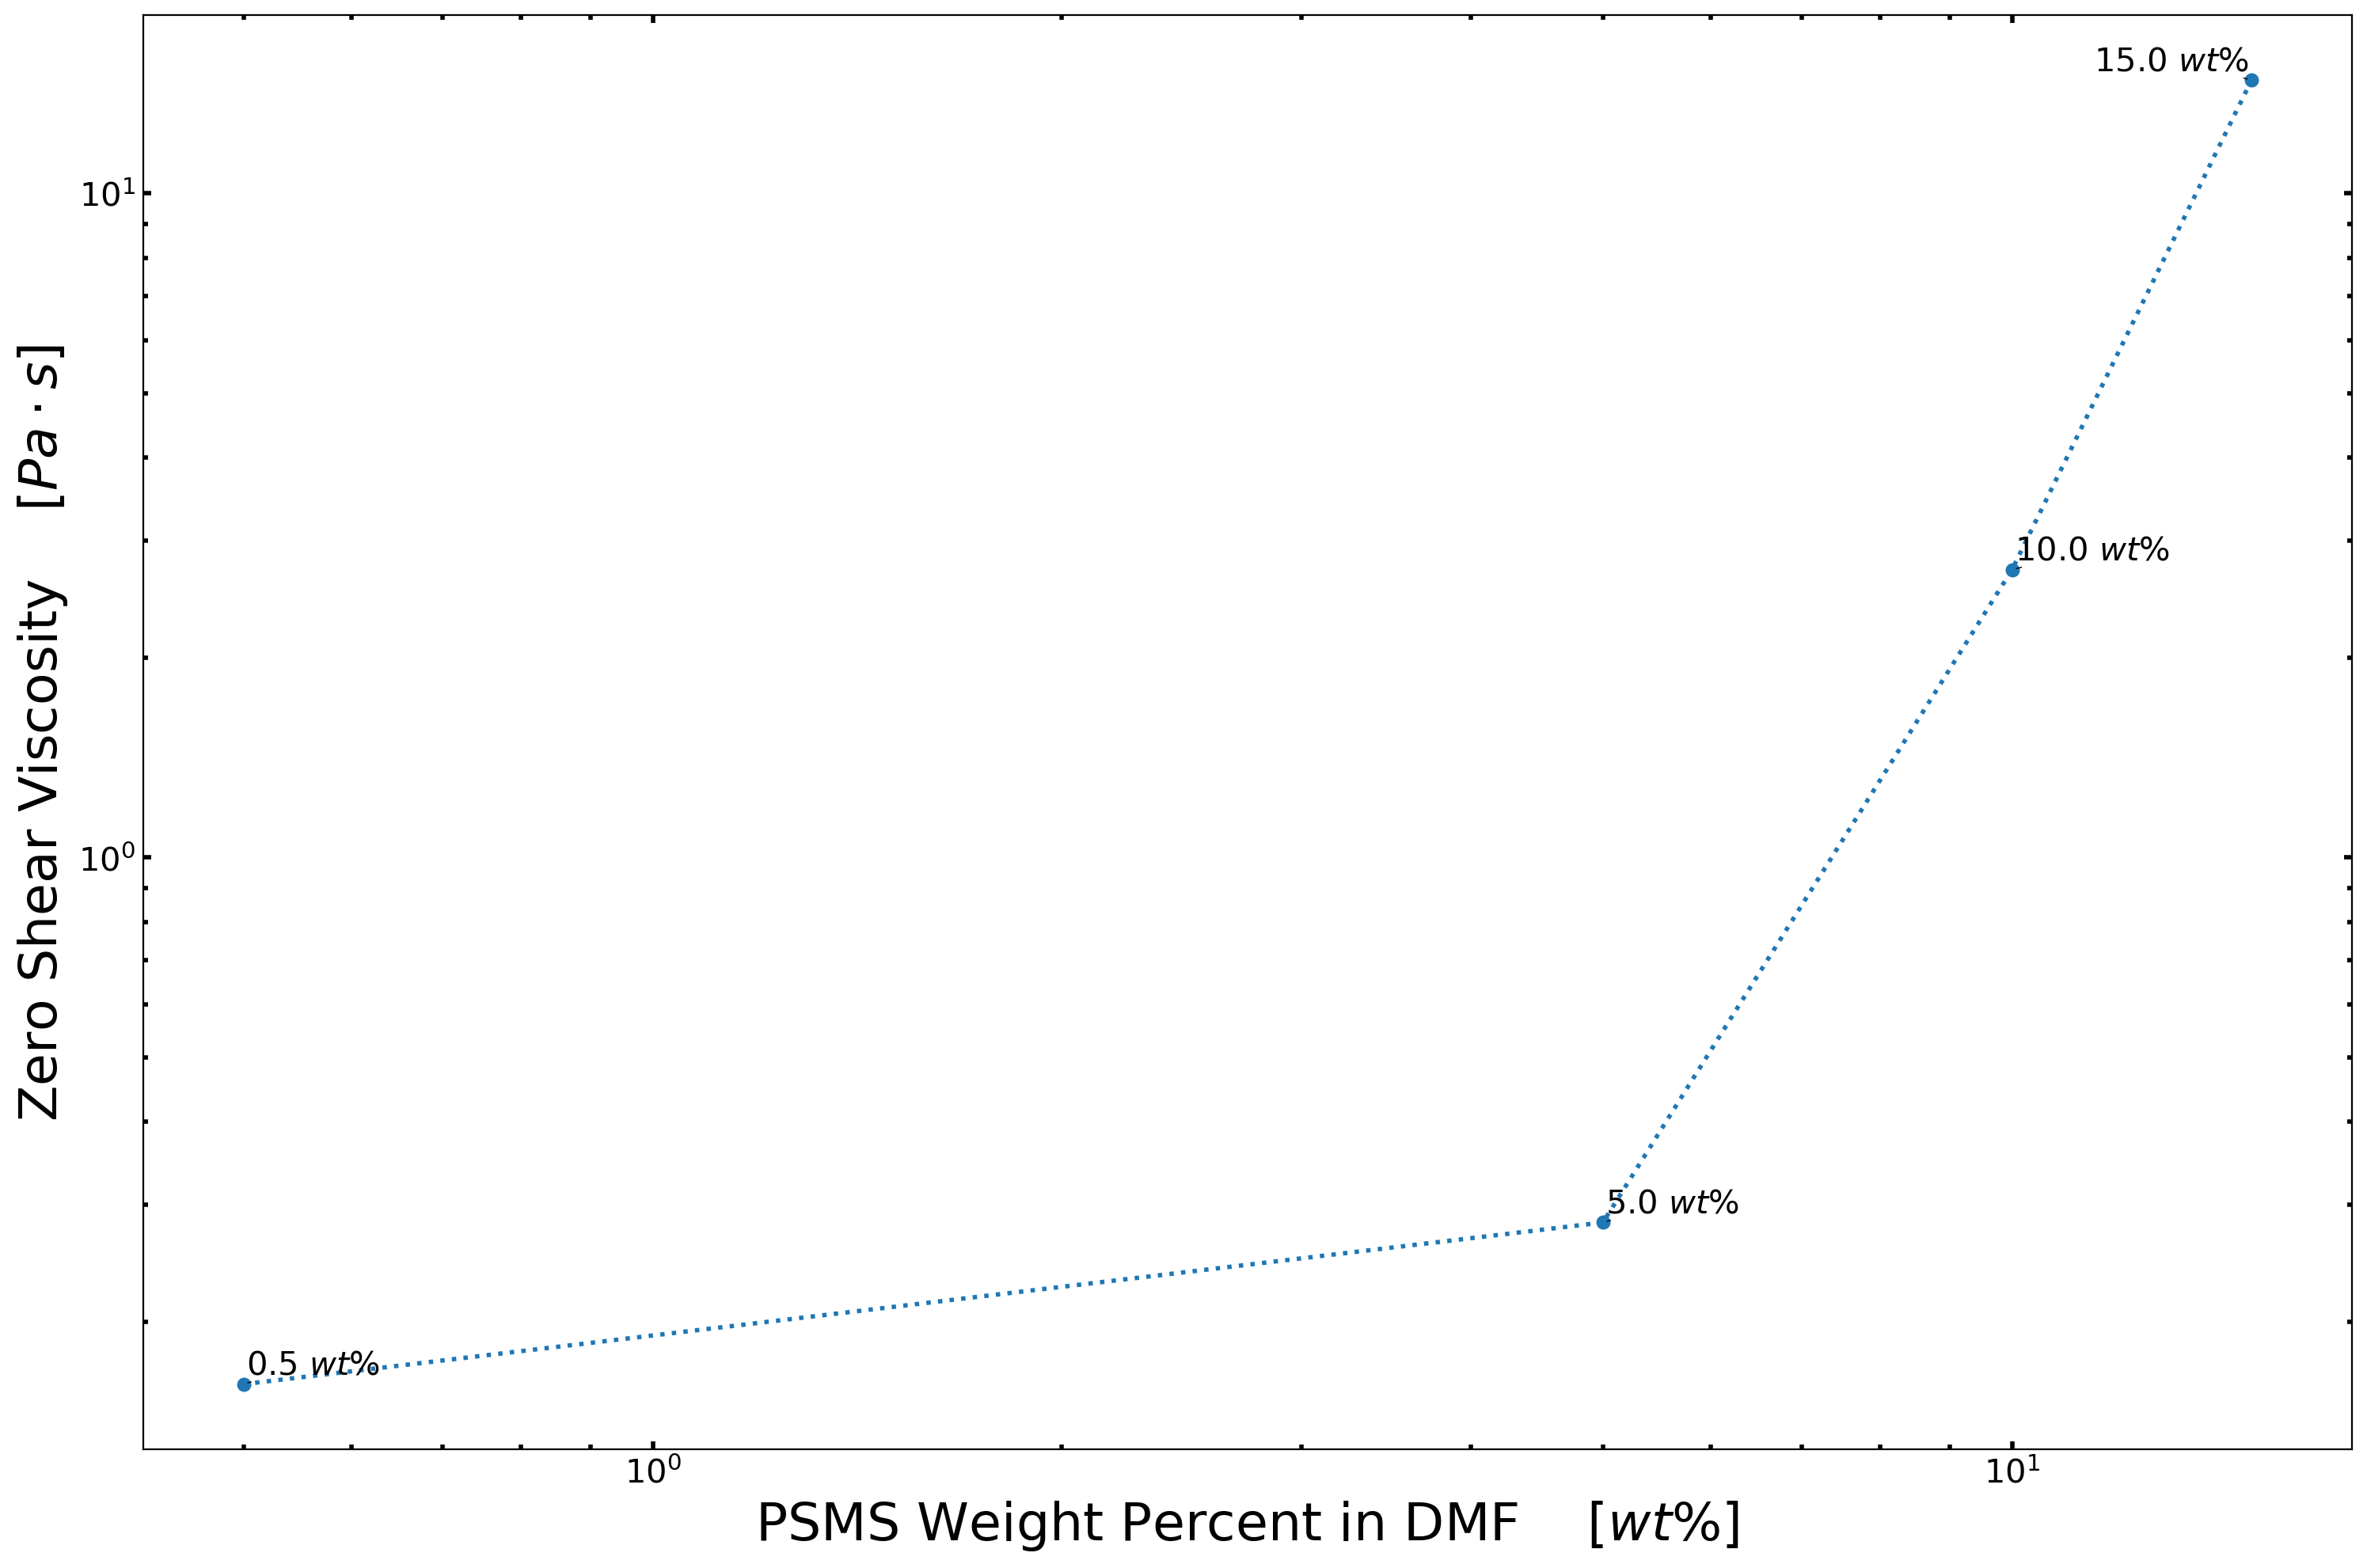 15.0 wt%
10¹
10.0 wt%
Zero Shear Viscosity [Pa · s]
10⁰
5.0 wt%
0.5 wt%
10⁰
10¹
PSMS Weight Percent in DMF [wt%]